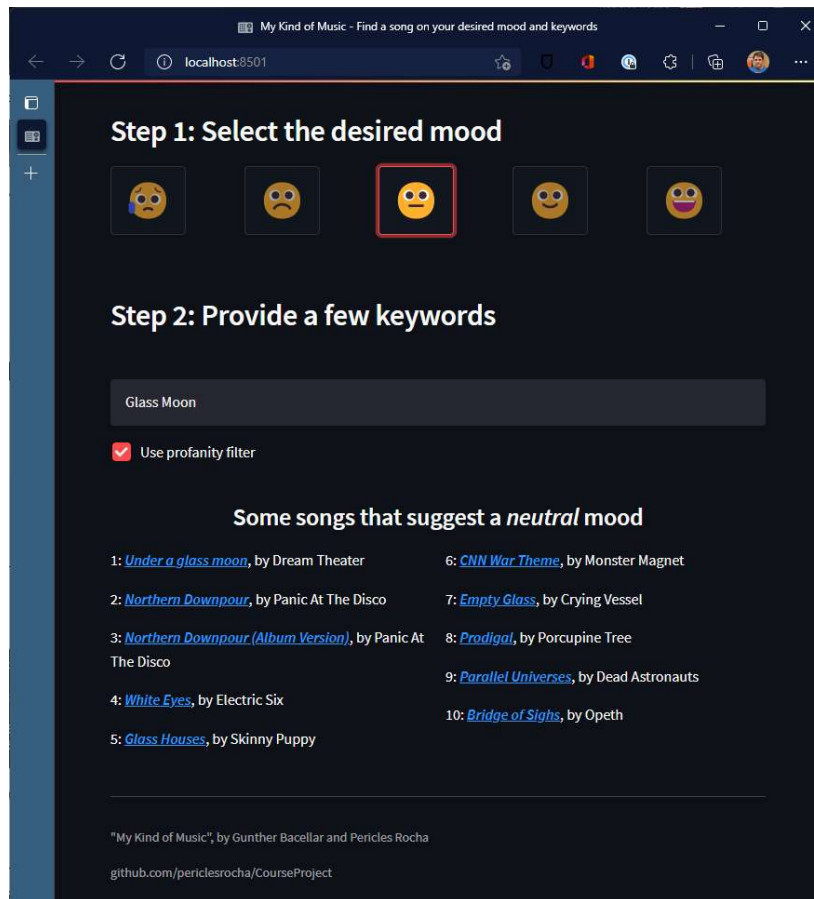 My Kind of Music - Find a song on your desired mood and keywords
localhost:8501
Step 1: Select the desired mood
Step 2: Provide a few keywords
Glass Moon
Use profanity filter
Some songs that suggest a neutral mood
1: Under a glass moon, by Dream Theater
2: Northern Downpour, by Panic At The Disco
3: Northern Downpour (Album Version), by Panic At
The Disco
4: White Eyes, by Electric Six
5: Glass Houses, by Skinny Puppy
6: CNN War Theme, by Monster Magnet
7: Empty Glass, by Crying Vessel
8: Prodigal, by Porcupine Tree
9: Parallel Universes, by Dead Astronauts
10: Bridge of Sighs, by Opeth
"My Kind of Music", by Gunther Bacellar and Pericles Rocha
github.com/periclesrocha/CourseProject